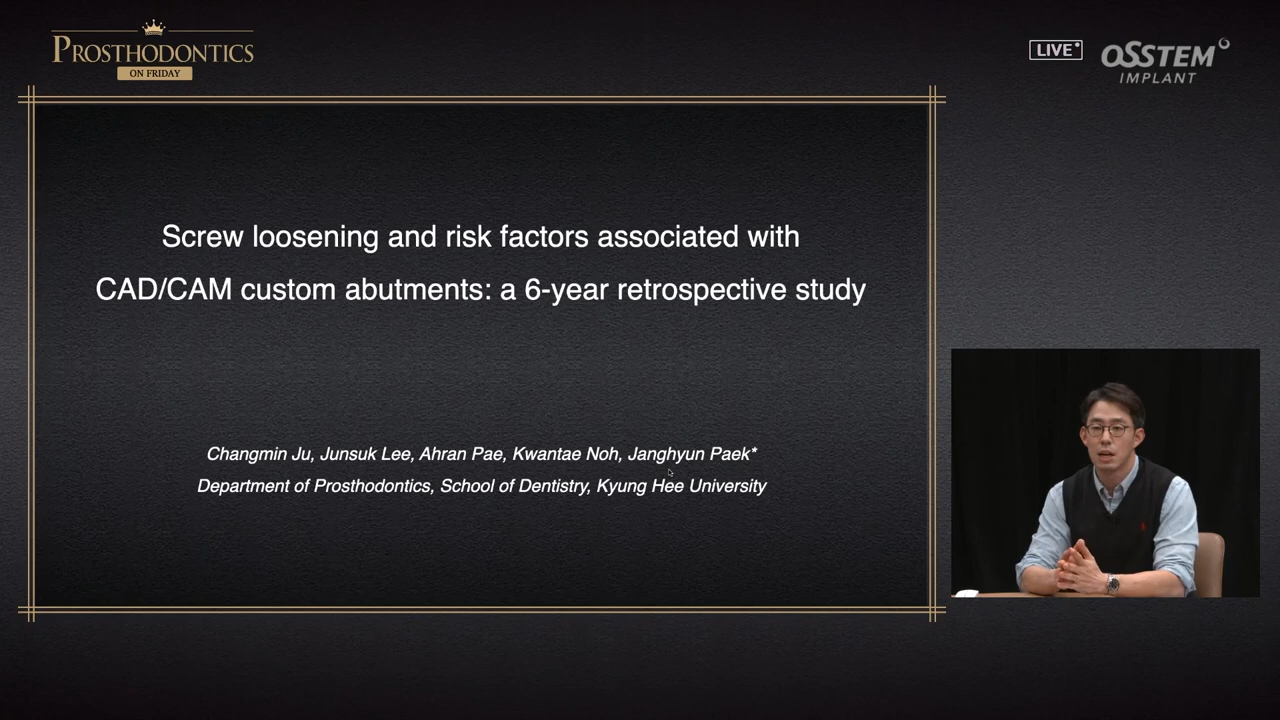 PROSTHODONTICS
ON FRIDAY
LIVE
OSSTEM
IMPLANT
Screw loosening and risk factors associated with
CAD/CAM custom abutments: a 6-year retrospective study
Changmin Ju, Junsuk Lee, Ahran Pae, Kwantae Noh, Janghyun Paek*
Department of Prosthodontics, School of Dentistry, Kyung Hee University